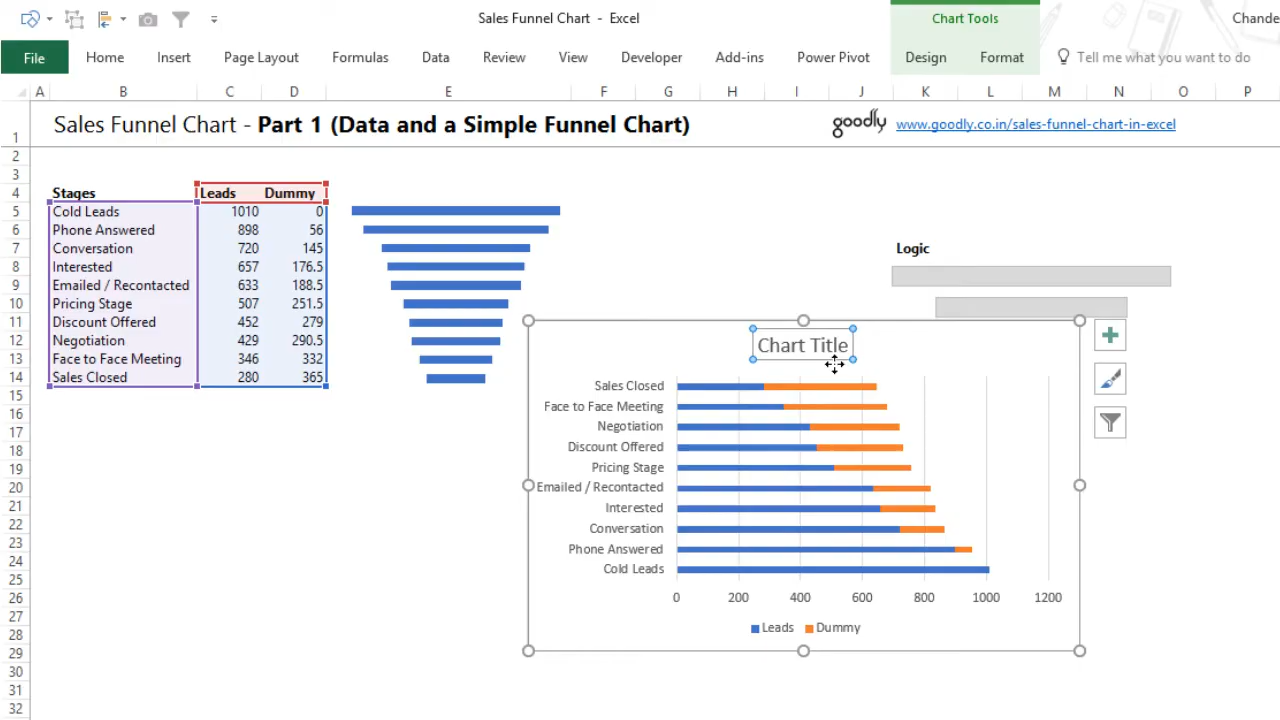 Sales Funnel Chart - Excel
Chart Tools
Chande
File Home Insert Page Layout Formulas Data Review View Developer Add-ins Power Pivot Design Format Tell me what you want to do
A B C D E F G H I J K L M N O P
1 Sales Funnel Chart - Part 1 (Data and a Simple Funnel Chart) goodly www.goodly.co.in/sales-funnel-chart-in-excel
2
3
4 Stages Leads Dummy
5 Cold Leads 1010 0
6 Phone Answered 898 56
7 Conversation 720 145 Logic
8 Interested 657 176.5
9 Emailed / Recontacted 633 188.5
10 Pricing Stage 507 251.5
11 Discount Offered 452 279
12 Negotiation 429 290.5
13 Face to Face Meeting 346 332
14 Sales Closed 280 365
15
16
17
18
19
20
21
22
23
24
25
26
27
28
29
30
31
32
Chart Title
Sales Closed
Face to Face Meeting
Negotiation
Discount Offered
Pricing Stage
Emailed / Recontacted
Interested
Conversation
Phone Answered
Cold Leads
0 200 400 600 800 1000 1200
Leads Dummy